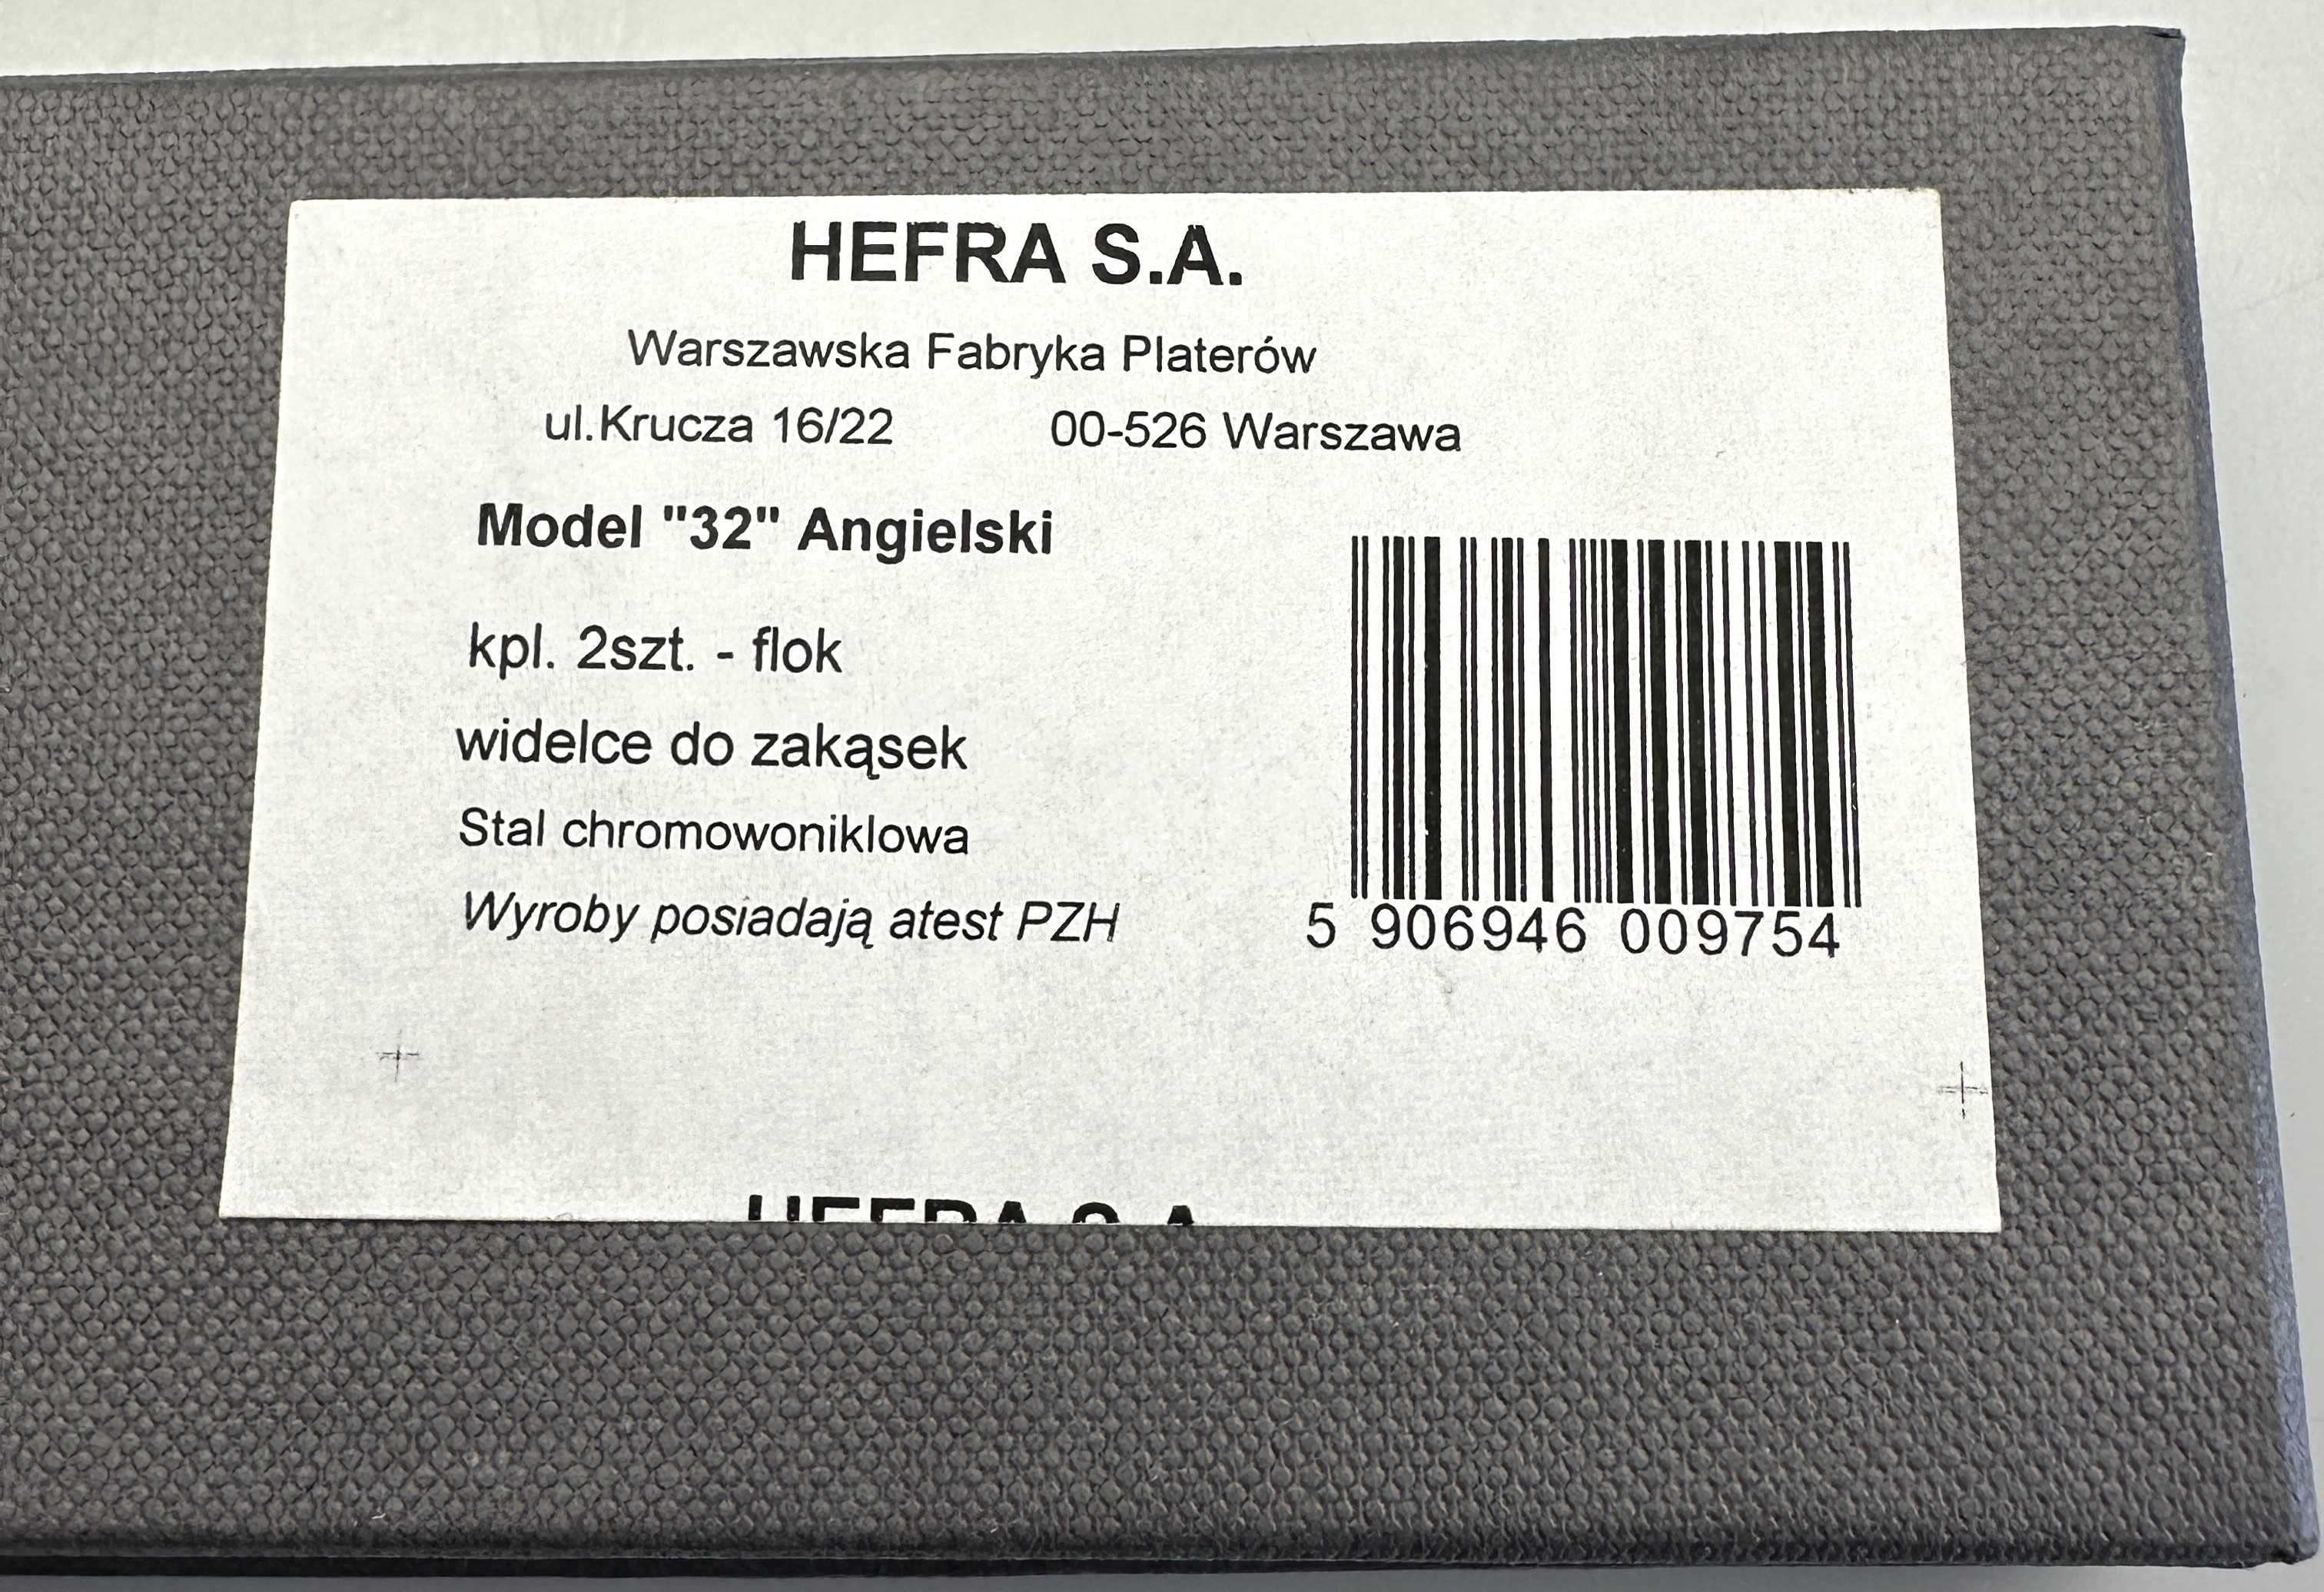 HEFRA S.A.
Warszawska Fabryka Platerów
ul.Krucza 16/22 00-526 Warszawa
Model "32" Angielski
kpl. 2szt. - flok
widelce do zakąsek
Stal chromowoniklowa
Wyroby posiadają atest PZH
5 906946 009754
HEFRA S.A.